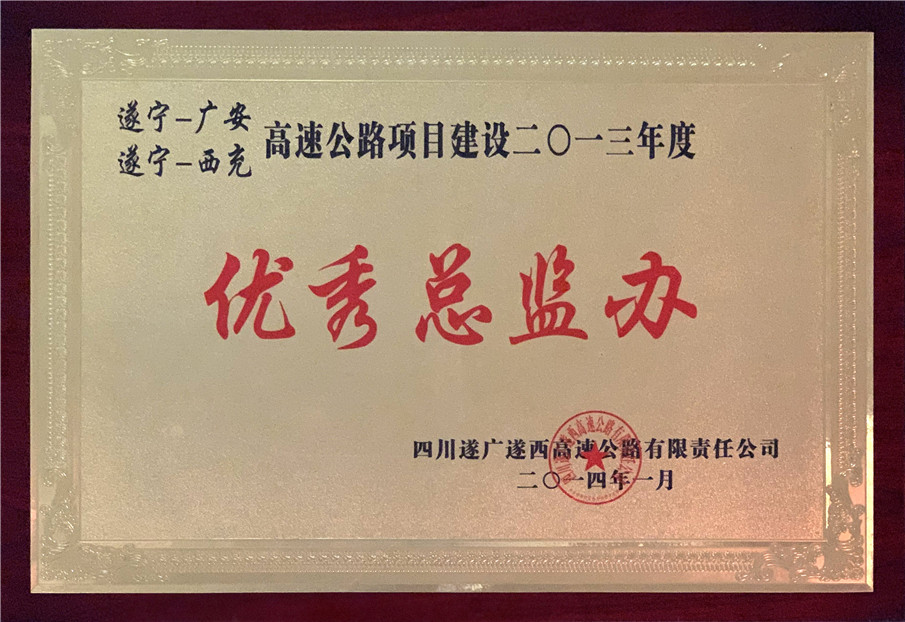 遂宁-广安
遂宁-西充
高速公路项目建设二〇一三年度
优秀总监办
四川遂广遂西高速公路有限责任公司
二〇一四年一月